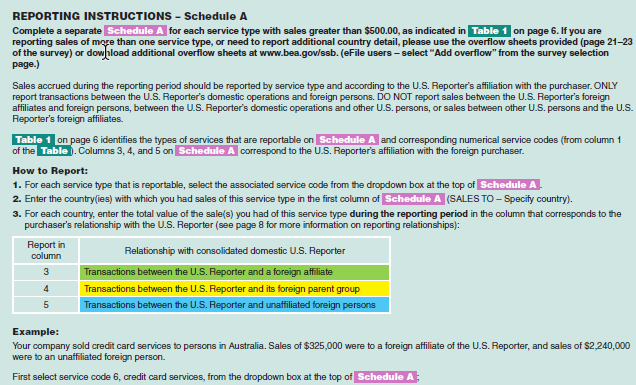 REPORTING INSTRUCTIONS – Schedule A
Complete a separate Schedule A for each service type with sales greater than $500.00, as indicated in Table 1 on page 6. If you are
reporting sales of more than one service type, or need to report additional country detail, please use the overflow sheets provided (page 21–23
of the survey) or download additional overflow sheets at www.bea.gov/ssb. (eFile users – select “Add overflow” from the survey selection
page.)
Sales accrued during the reporting period should be reported by service type and according to the U.S. Reporter’s affiliation with the purchaser. ONLY
report transactions between the U.S. Reporter’s domestic operations and foreign persons. DO NOT report sales between the U.S. Reporter’s foreign
affiliates and foreign persons, between the U.S. Reporter’s domestic operations and other U.S. persons, or sales between other U.S. persons and the U.S.
Reporter’s foreign affiliates.
Table 1 on page 6 identifies the types of services that are reportable on Schedule A and corresponding numerical service codes (from column 1
of the Table). Columns 3, 4, and 5 on Schedule A correspond to the U.S. Reporter’s affiliation with the foreign purchaser.
How to Report:
1. For each service type that is reportable, select the associated service code from the dropdown box at the top of Schedule A.
2. Enter the country(ies) with which you had sales of this service type in the first column of Schedule A (SALES TO – Specify country).
3. For each country, enter the total value of the sale(s) you had of this service type during the reporting period in the column that corresponds to the
purchaser’s relationship with the U.S. Reporter (see page 8 for more information on reporting relationships):
Report in
column
Relationship with consolidated domestic U.S. Reporter
3 Transactions between the U.S. Reporter and a foreign affiliate
4 Transactions between the U.S. Reporter and its foreign parent group
5 Transactions between the U.S. Reporter and unaffiliated foreign persons
Example:
Your company sold credit card services to persons in Australia. Sales of $325,000 were to a foreign affiliate of the U.S. Reporter, and sales of $2,240,000
were to an unaffiliated foreign person.
First select service code 6, credit card services, from the dropdown box at the top of Schedule A: